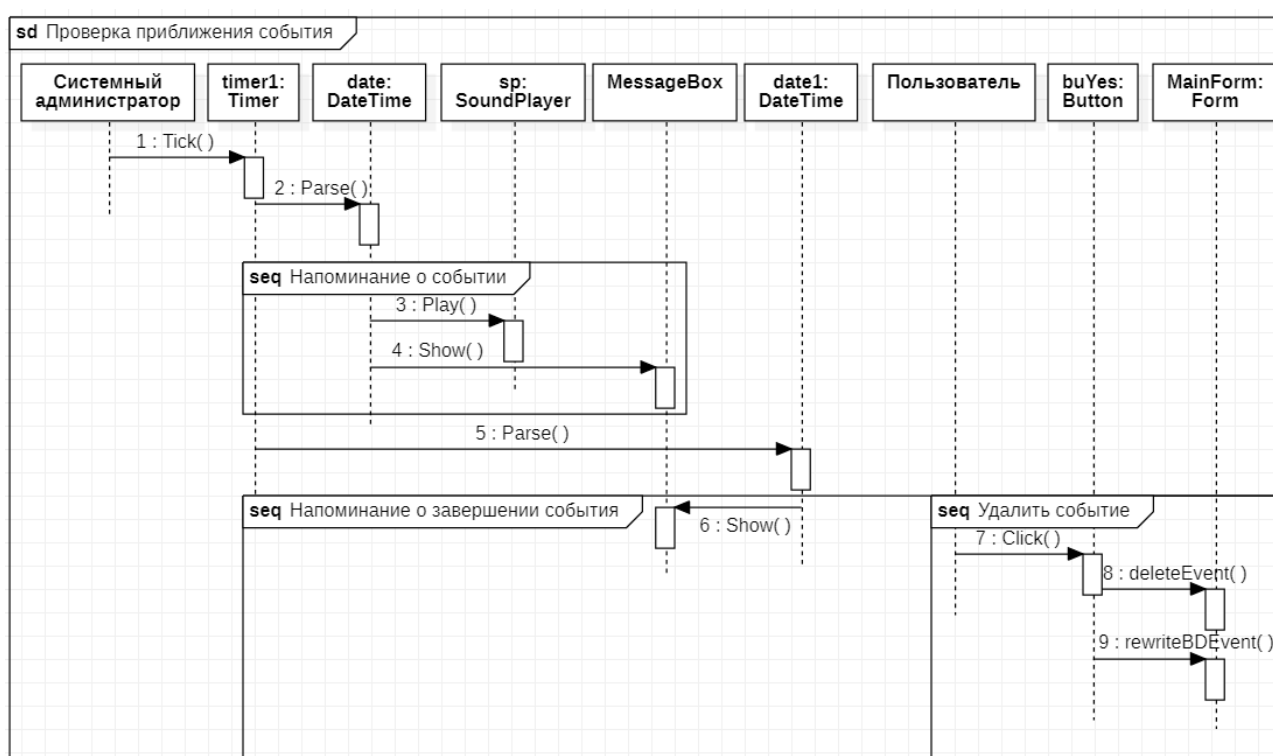 sd Проверка приближения события
Системный
администратор
timer1:
Timer
date:
DateTime
sp:
SoundPlayer
MessageBox
date1:
DateTime
Пользователь
buYes:
Button
MainForm:
Form
1 : Tick( )
2 : Parse( )
seq Напоминание о событии
3 : Play( )
4 : Show( )
5 : Parse( )
seq Напоминание о завершении события
6 : Show( )
seq Удалить событие
7 : Click( )
8 : deleteEvent( )
9 : rewriteBDEvent( )